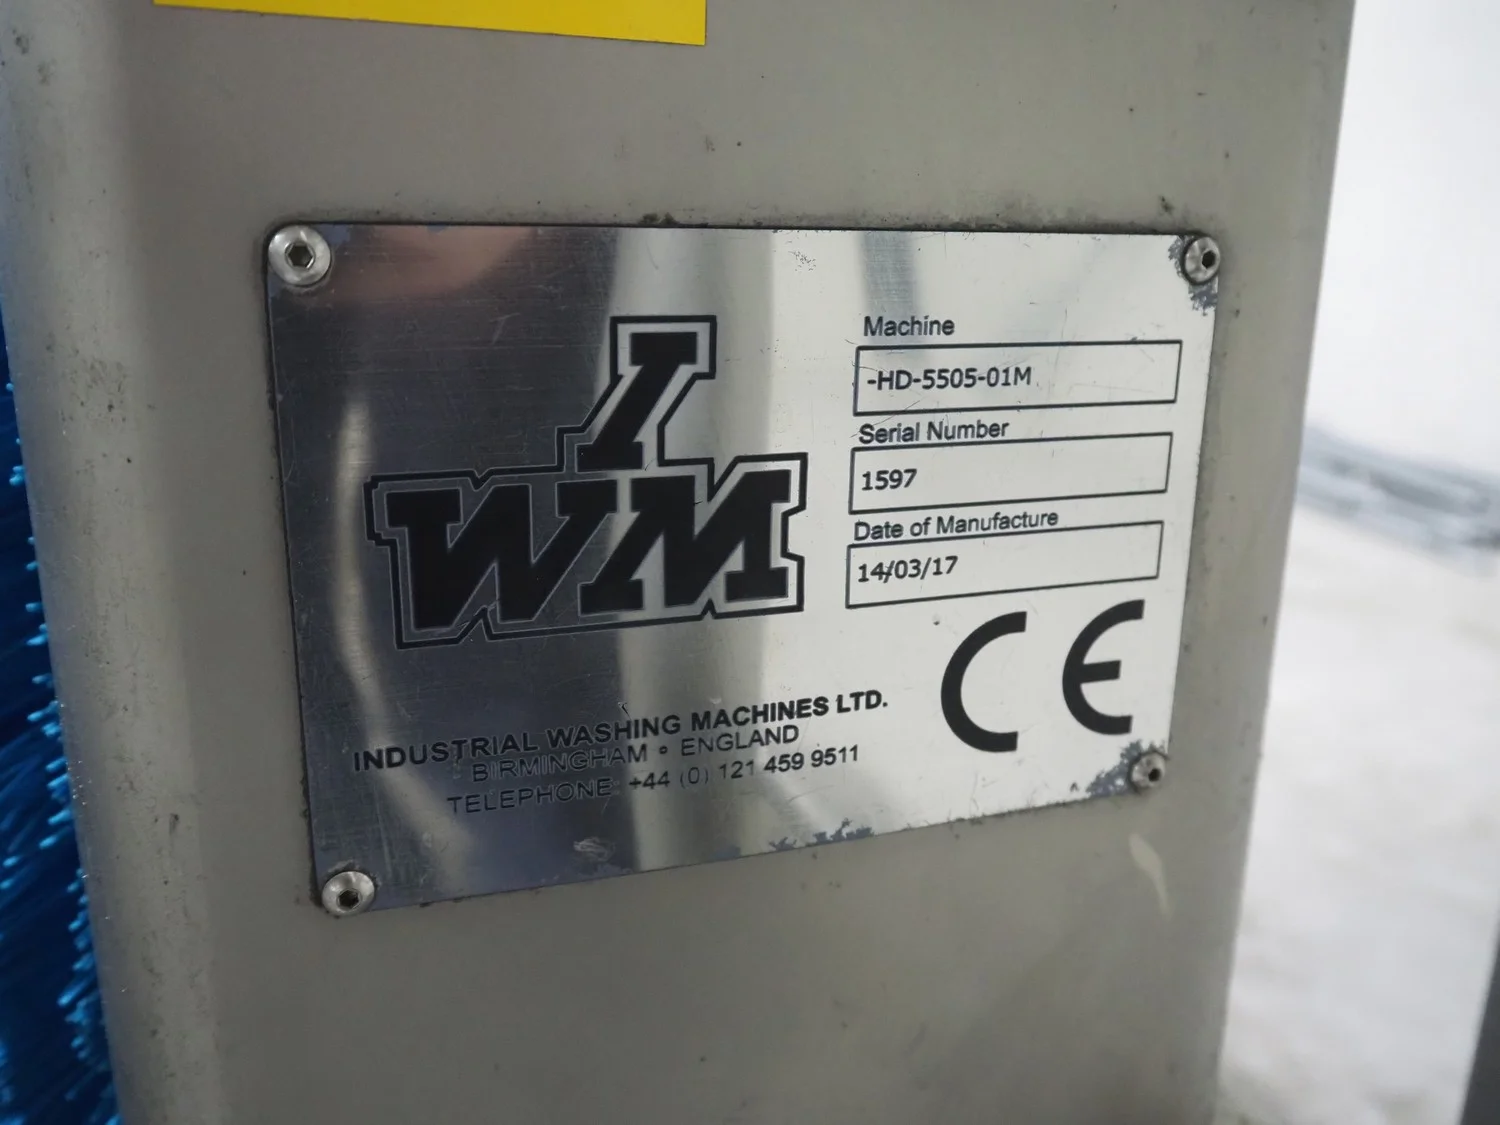 I
WM
Machine
-HD-5505-01M
Serial Number
1597
Date of Manufacture
14/03/17
CE
INDUSTRIAL WASHING MACHINES LTD.
BIRMINGHAM • ENGLAND
TELEPHONE: +44 (0) 121 459 9511